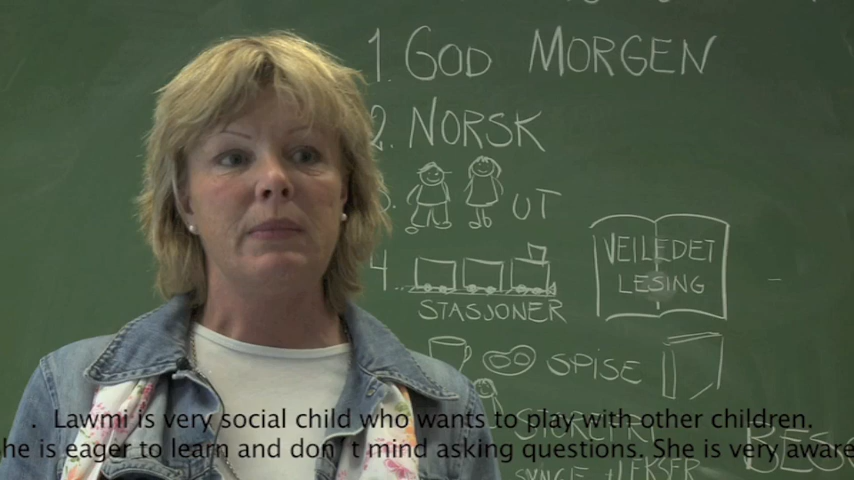 1. GOD MORGEN
2. NORSK
UT
4. STASJONER
VEILEDET
LESING
SPISE
. Lawmi is very social child who wants to play with other children.
he is eager to learn and don´t mind asking questions. She is very aware
BES